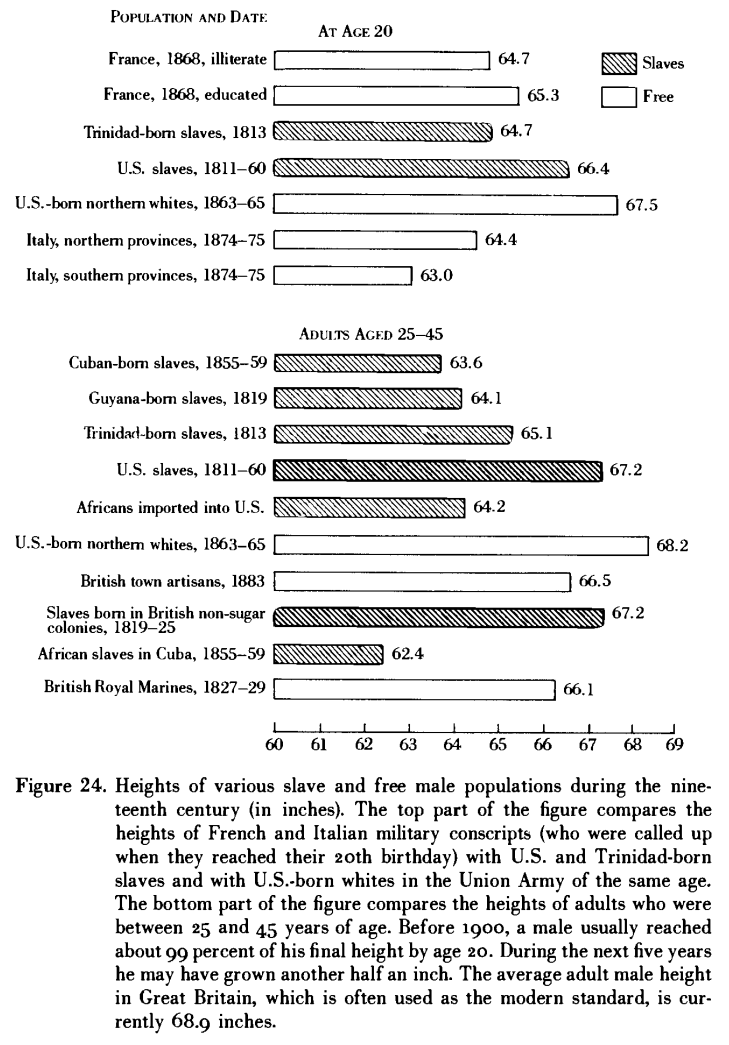 POPULATION AND DATE
AT AGE 20
France, 1868, illiterate 64.7
Slaves
France, 1868, educated 65.3
Free
Trinidad-born slaves, 1813 64.7
U.S. slaves, 1811–60 66.4
U.S.-born northern whites, 1863–65 67.5
Italy, northern provinces, 1874–75 64.4
Italy, southern provinces, 1874–75 63.0
ADULTS AGED 25–45
Cuban-born slaves, 1855–59 63.6
Guyana-born slaves, 1819 64.1
Trinidad-born slaves, 1813 65.1
U.S. slaves, 1811–60 67.2
Africans imported into U.S. 64.2
U.S.-born northern whites, 1863–65 68.2
British town artisans, 1883 66.5
Slaves born in British non-sugar
colonies, 1819–25 67.2
African slaves in Cuba, 1855–59 62.4
British Royal Marines, 1827–29 66.1
60 61 62 63 64 65 66 67 68 69
Figure 24. Heights of various slave and free male populations during the nine-
teenth century (in inches). The top part of the figure compares the
heights of French and Italian military conscripts (who were called up
when they reached their 20th birthday) with U.S. and Trinidad-born
slaves and with U.S.-born whites in the Union Army of the same age.
The bottom part of the figure compares the heights of adults who were
between 25 and 45 years of age. Before 1900, a male usually reached
about 99 percent of his final height by age 20. During the next five years
he may have grown another half an inch. The average adult male height
in Great Britain, which is often used as the modern standard, is cur-
rently 68.9 inches.